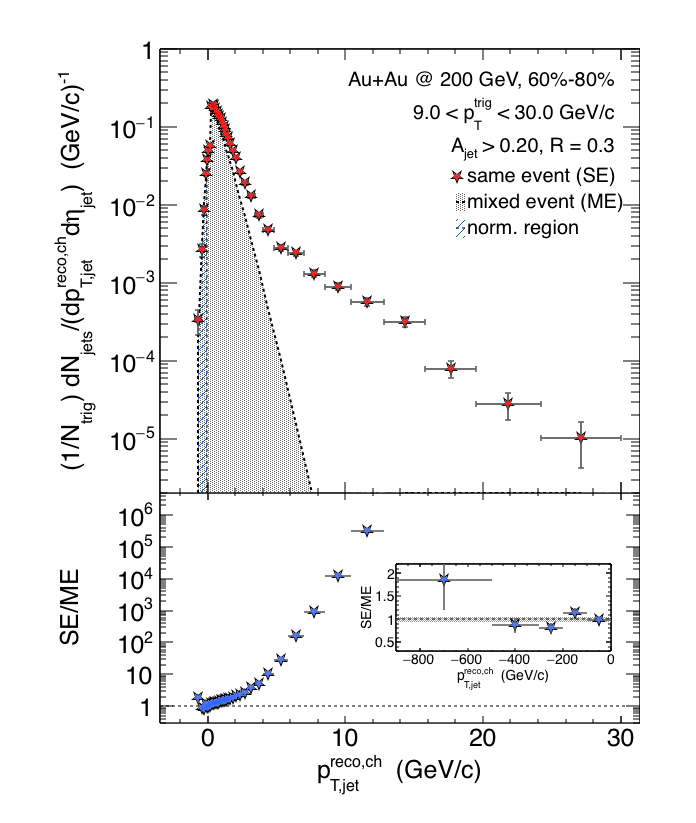 Au+Au @ 200 GeV, 60%-80%
9.0 < p_T^trig < 30.0 GeV/c
A_jet > 0.20, R = 0.3
same event (SE)
mixed event (ME)
norm. region
(1/N_trig) dN_jets/(dp_T,jet^reco,ch dη_jet) (GeV/c)^-1
1
10^−1
10^−2
10^−3
10^−4
10^−5
SE/ME
10^6
10^5
10^4
10^3
10^2
10
1
SE/ME
2
1.5
1
0.5
−800 −600 −400 −200 0
p_T,jet^reco,ch (GeV/c)
0 10 20 30
p_T,jet^reco,ch (GeV/c)